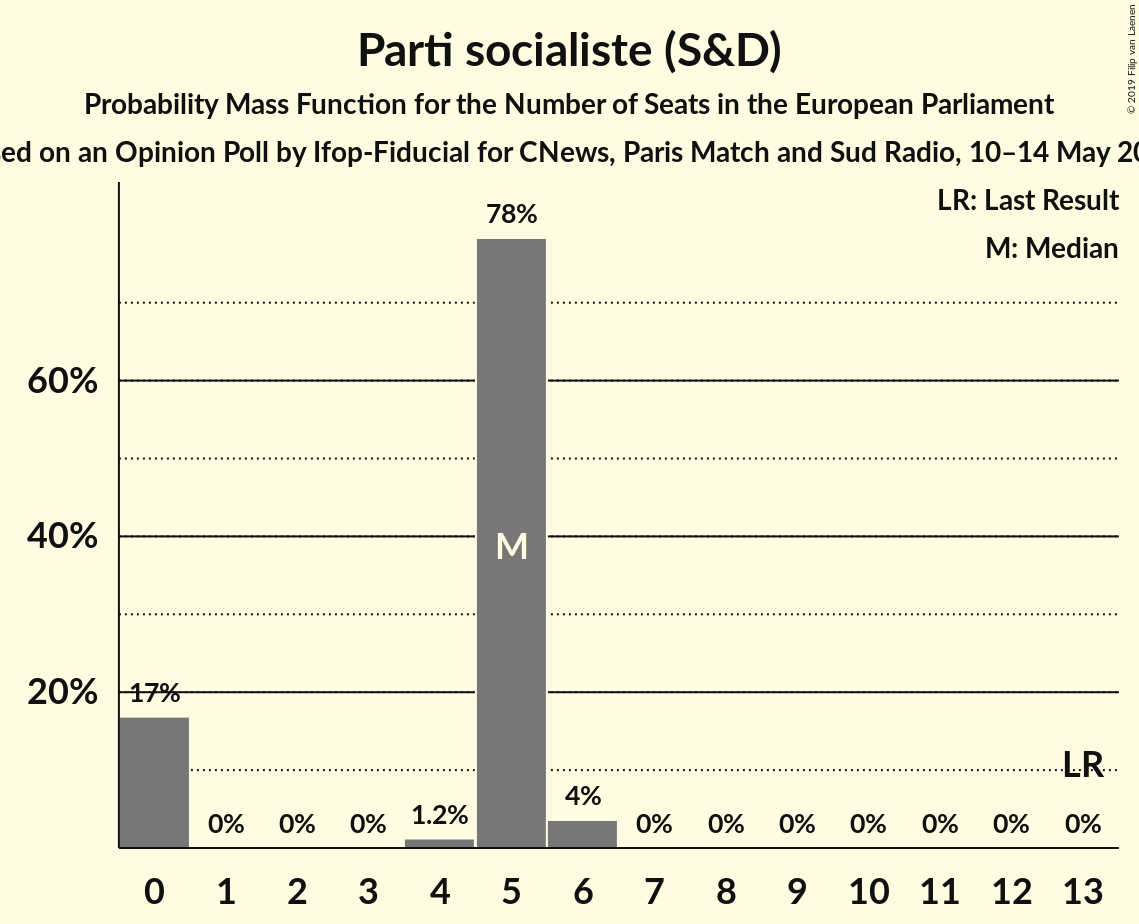 Parti socialiste (S&D)
Probability Mass Function for the Number of Seats in the European Parliament
on an Opinion Poll by Ifop-Fiducial for CNews, Paris Match and Sud Radio, 10–14 May
© 2019 Filip van Laenen
LR: Last Result
M: Median
78%
60%
40%
M
20%
17%
LR
1.2%
4%
0%
0%
0%
0%
0%
0%
0%
0%
0%
0%
0 1 2 3 4 5 6 7 8 9 10 11 12 13